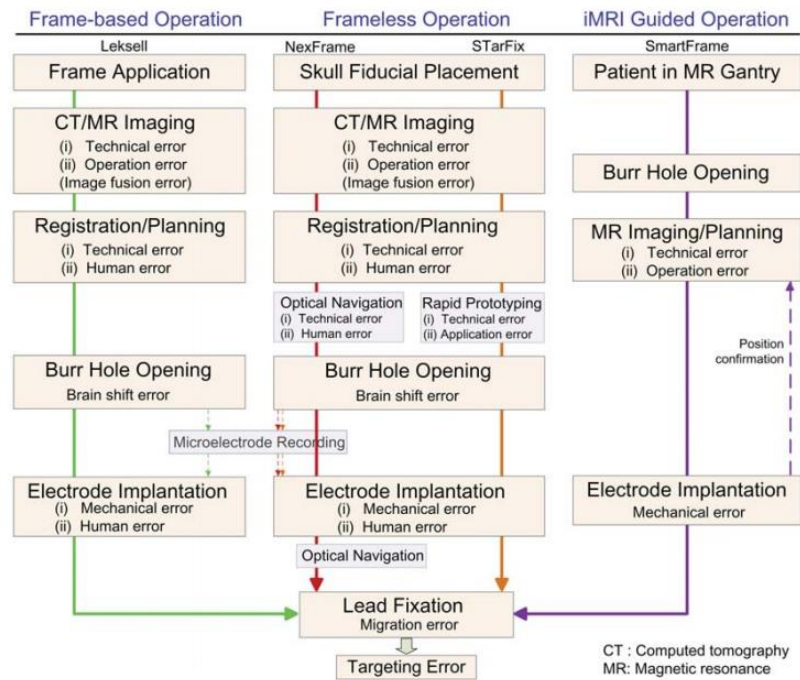 Frame-based Operation
Frameless Operation
iMRI Guided Operation
Leksell
NexFrame
STarFix
SmartFrame
Frame Application
Skull Fiducial Placement
Patient in MR Gantry
CT/MR Imaging
(i) Technical error
(ii) Operation error
(Image fusion error)
CT/MR Imaging
(i) Technical error
(ii) Operation error
(Image fusion error)
Burr Hole Opening
Registration/Planning
(i) Technical error
(ii) Human error
Registration/Planning
(i) Technical error
(ii) Human error
MR Imaging/Planning
(i) Technical error
(ii) Operation error
Optical Navigation
(i) Technical error
(ii) Human error
Rapid Prototyping
(i) Technical error
(ii) Application error
Position
confirmation
Burr Hole Opening
Brain shift error
Burr Hole Opening
Brain shift error
Microelectrode Recording
Electrode Implantation
(i) Mechanical error
(ii) Human error
Electrode Implantation
(i) Mechanical error
(ii) Human error
Electrode Implantation
Mechanical error
Optical Navigation
Lead Fixation
Migration error
Targeting Error
CT : Computed tomography
MR: Magnetic resonance